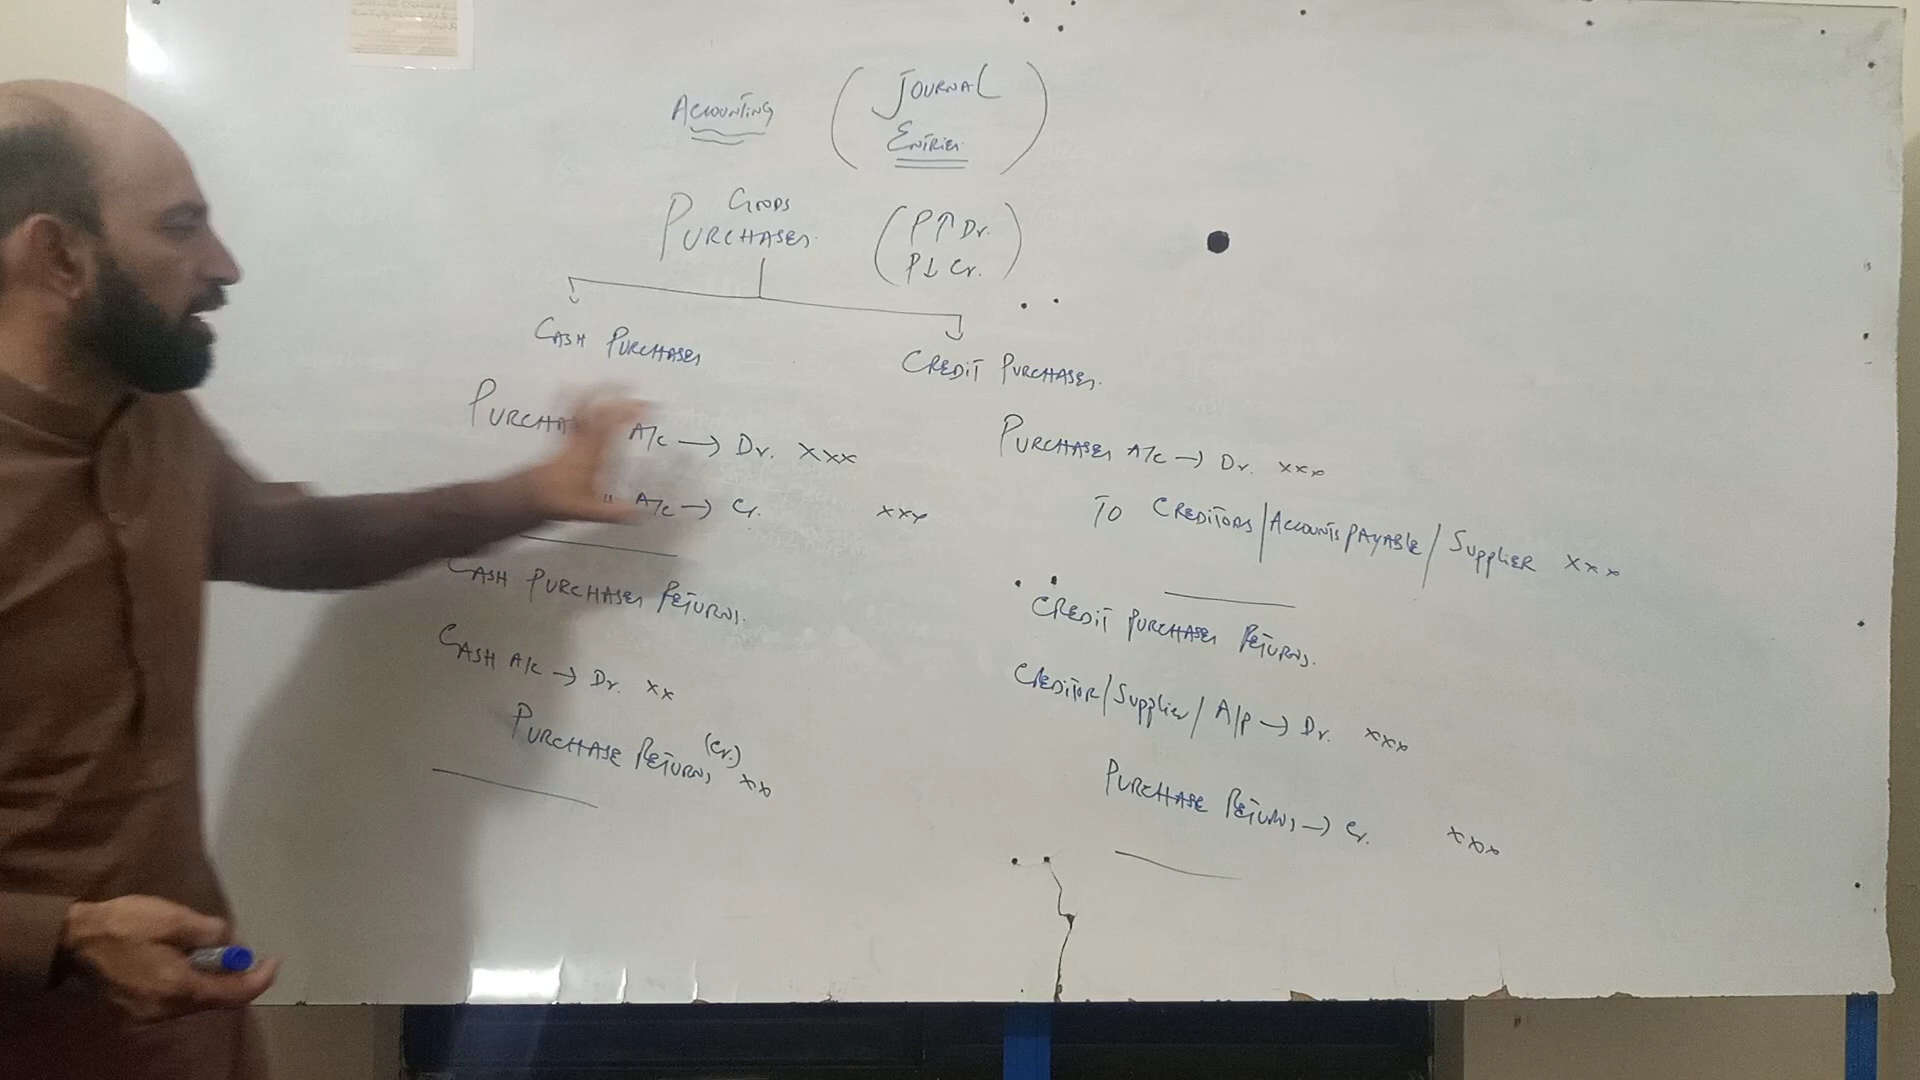 ACCOUNTING
(JOURNAL
ENTRIES)
GOODS
PURCHASES. (P↑ Dr.
P↓ Cr.)
CASH PURCHASES
CREDIT PURCHASES.
PURCHA A/c → Dr. xxx
" A/c → Cr. xxx
CASH PURCHASES RETURNS.
CASH A/c → Dr. xx
PURCHASE RETURNS (Cr.) xx
PURCHASES A/c → Dr. xxx
TO CREDITORS/ACCOUNTS PAYABLE/SUPPLIER xxx
CREDIT PURCHASES RETURNS.
CREDITOR/Supplier/A/P → Dr. xxx
PURCHASE RETURNS → Cr. xxx